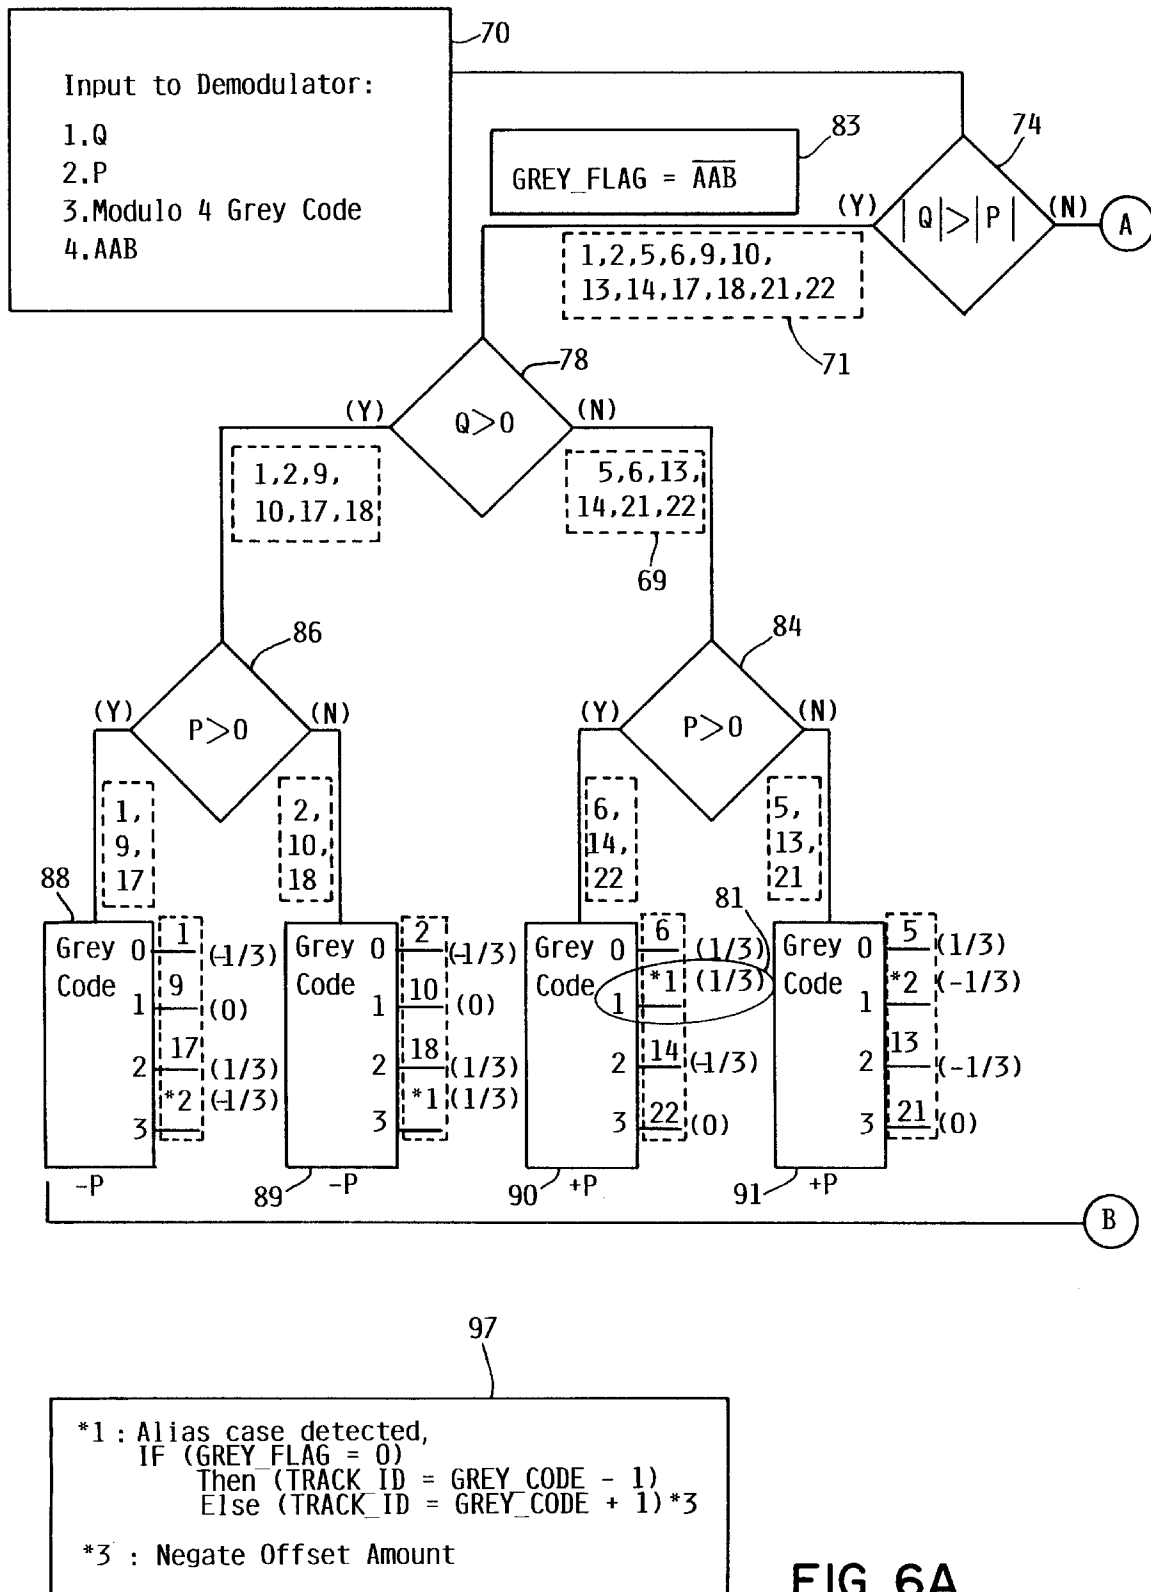 70
Input to Demodulator:
1.Q
2.P
3.Modulo 4 Grey Code
4.AAB
83
GREY_FLAG = A̅A̅B̅
74
(Y)
|Q|>|P|
(N)
A
1,2,5,6,9,10,
13,14,17,18,21,22
71
78
(Y)
Q>0
(N)
1,2,9,
10,17,18
5,6,13,
14,21,22
69
86
(Y)
P>0
(N)
84
(Y)
P>0
(N)
1,
9,
17
2,
10,
18
6,
14,
22
5,
13,
21
88
Grey 0 1 (-1/3)
Code
1 9 (0)
2 17 (1/3)
3 *2 (-1/3)
-P
Grey 0 2 (-1/3)
Code
1 10 (0)
2 18 (1/3)
3 *1 (1/3)
89
-P
81
Grey 0 6 (1/3)
Code
1 *1 (1/3)
2 14 (-1/3)
3 22 (0)
90
+P
Grey 0 5 (1/3)
Code
1 *2 (-1/3)
2 13 (-1/3)
3 21 (0)
91
+P
B
97
*1 : Alias case detected,
IF (GREY_FLAG = 0)
Then (TRACK_ID = GREY_CODE - 1)
Else (TRACK_ID = GREY_CODE + 1)*3
*3 : Negate Offset Amount
FIG 6A